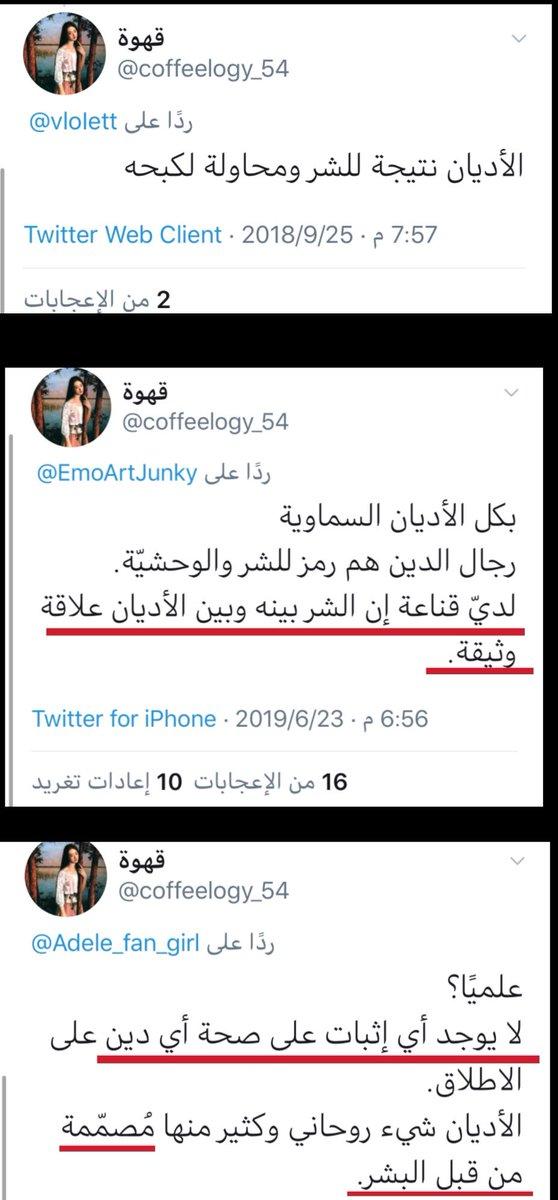 قهوة
@coffeelogy_54
ردًا على @vlolett
الأديان نتيجة للشر ومحاولة لكبحه
7:57 م · 2018/9/25 · Twitter Web Client
2 من الإعجابات
قهوة
@coffeelogy_54
ردًا على @EmoArtJunky
بكل الأديان السماوية
رجال الدين هم رمز للشر والوحشيّة.
لديّ قناعة إن الشر بينه وبين الأديان علاقة
وثيقة.
6:56 م · 2019/6/23 · Twitter for iPhone
16 من الإعجابات 10 إعادات تغريد
قهوة
@coffeelogy_54
ردًا على @Adele_fan_girl
علميًا؟
لا يوجد أي إثبات على صحة أي دين على
الاطلاق.
الأديان شيء روحاني وكثير منها مُصمّمة
من قبل البشر.